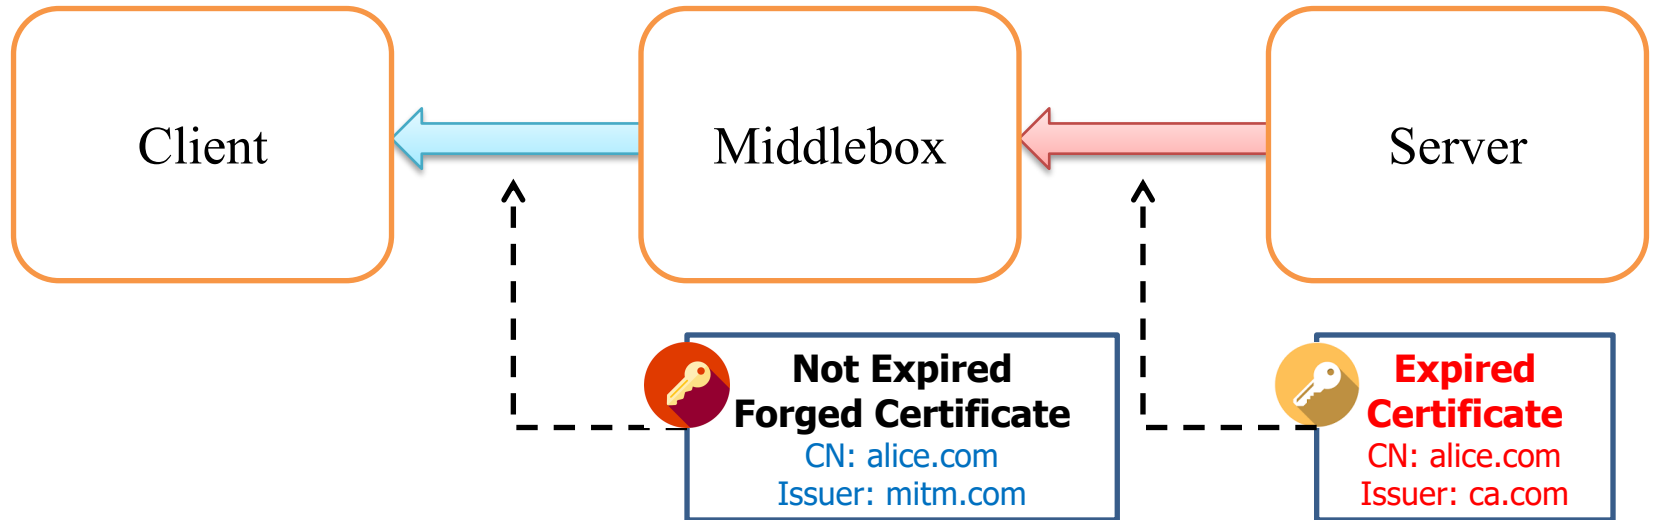 Client
Middlebox
Server
Not Expired
Forged Certificate
CN: alice.com
Issuer: mitm.com
Expired
Certificate
CN: alice.com
Issuer: ca.com